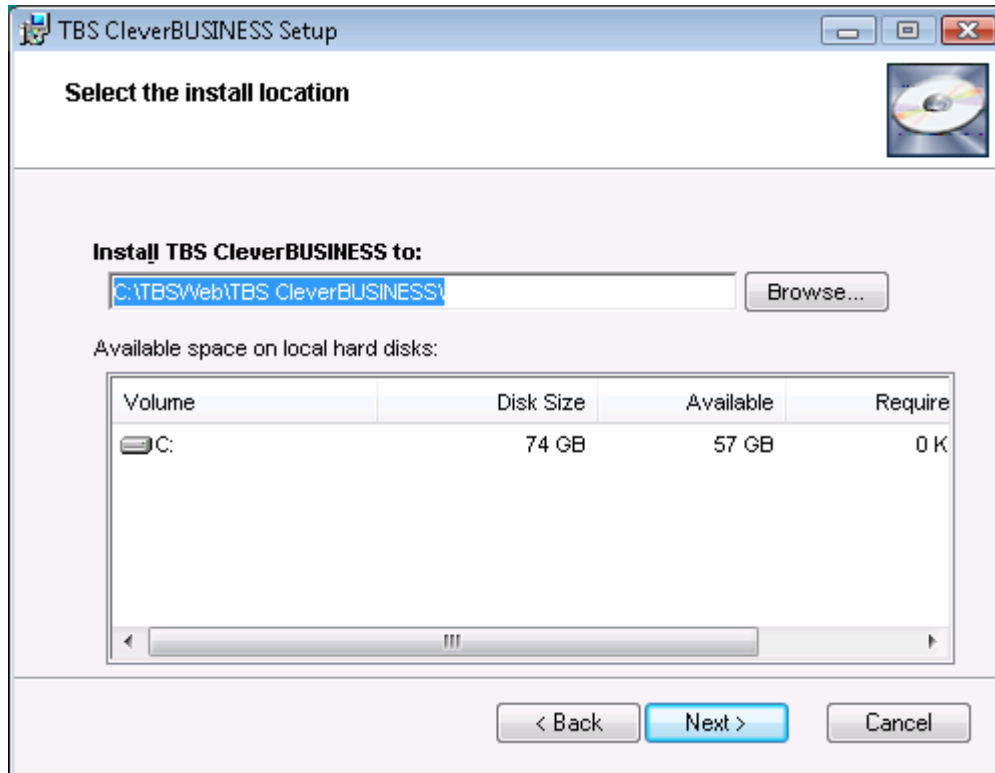 TBS CleverBUSINESS Setup
Select the install location
Install TBS CleverBUSINESS to:
C:\TBSWeb\TBS CleverBUSINESS\
Browse...
Available space on local hard disks:
Volume Disk Size Available Require
C: 74 GB 57 GB 0 K
< Back Next > Cancel